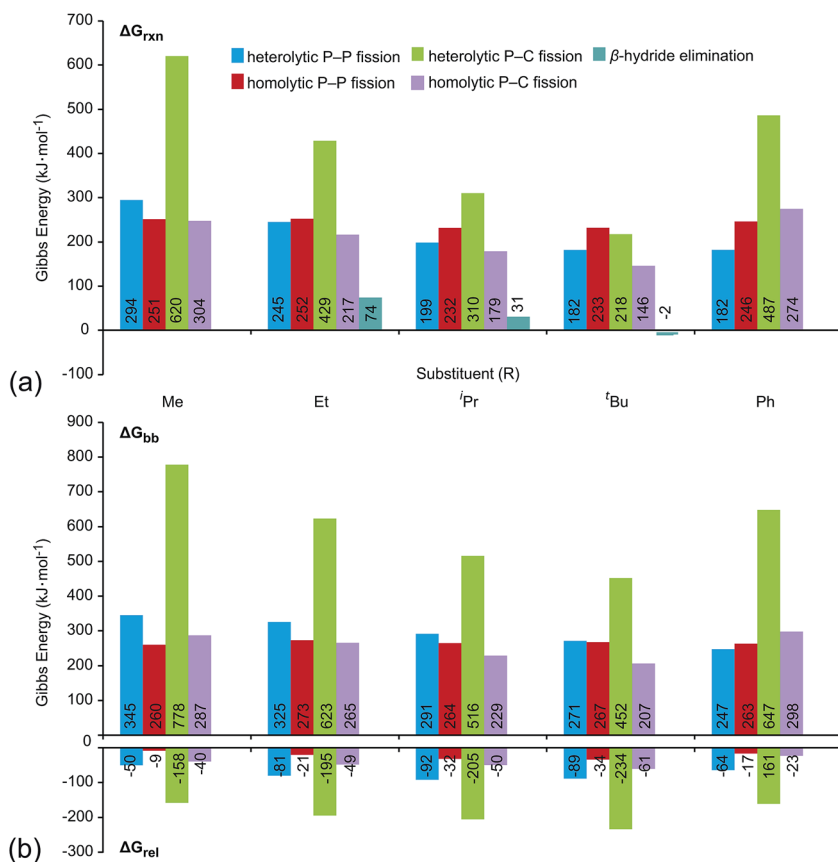 700
ΔG_rxn
heterolytic P–P fission
heterolytic P–C fission
β-hydride elimination
homolytic P–P fission
homolytic P–C fission
600
500
400
300
200
100
0
-100
Gibbs Energy (kJ·mol⁻¹)
294 251 620 304
245 252 429 217 74
199 232 310 179 31
182 233 218 146 -2
182 246 487 274
(a)
Substituent (R)
Me Et ⁱPr ᵗBu Ph
ΔG_bb
900
800
700
600
500
400
300
200
100
0
-100
-200
-300
Gibbs Energy (kJ·mol⁻¹)
345 260 778 287
325 273 623 265
291 264 516 229
271 267 452 207
247 263 647 298
-50 -9 -158 -40
-81 -21 -195 -49
-92 -32 -205 -50
-89 -34 -234 -61
-64 -17 161 -23
(b)
ΔG_rel